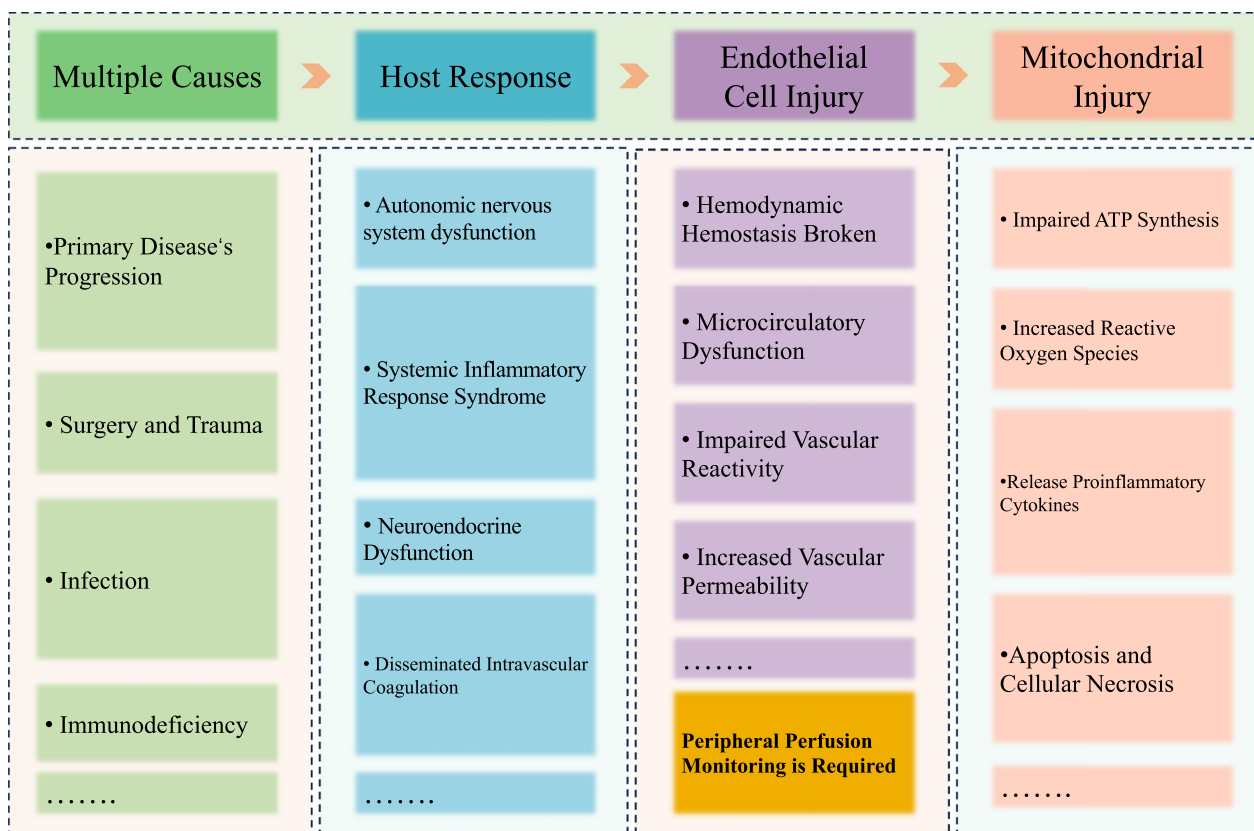 Multiple Causes
Host Response
Endothelial
Cell Injury
Mitochondrial
Injury
•Primary Disease‘s
Progression
• Surgery and Trauma
• Infection
• Immunodeficiency
…….
• Autonomic nervous
system dysfunction
• Systemic Inflammatory
Response Syndrome
• Neuroendocrine
Dysfunction
• Disseminated Intravascular
Coagulation
…….
• Hemodynamic
Hemostasis Broken
• Microcirculatory
Dysfunction
• Impaired Vascular
Reactivity
• Increased Vascular
Permeability
…….
Peripheral Perfusion
Monitoring is Required
• Impaired ATP Synthesis
• Increased Reactive
Oxygen Species
•Release Proinflammatory
Cytokines
•Apoptosis and
Cellular Necrosis
…….